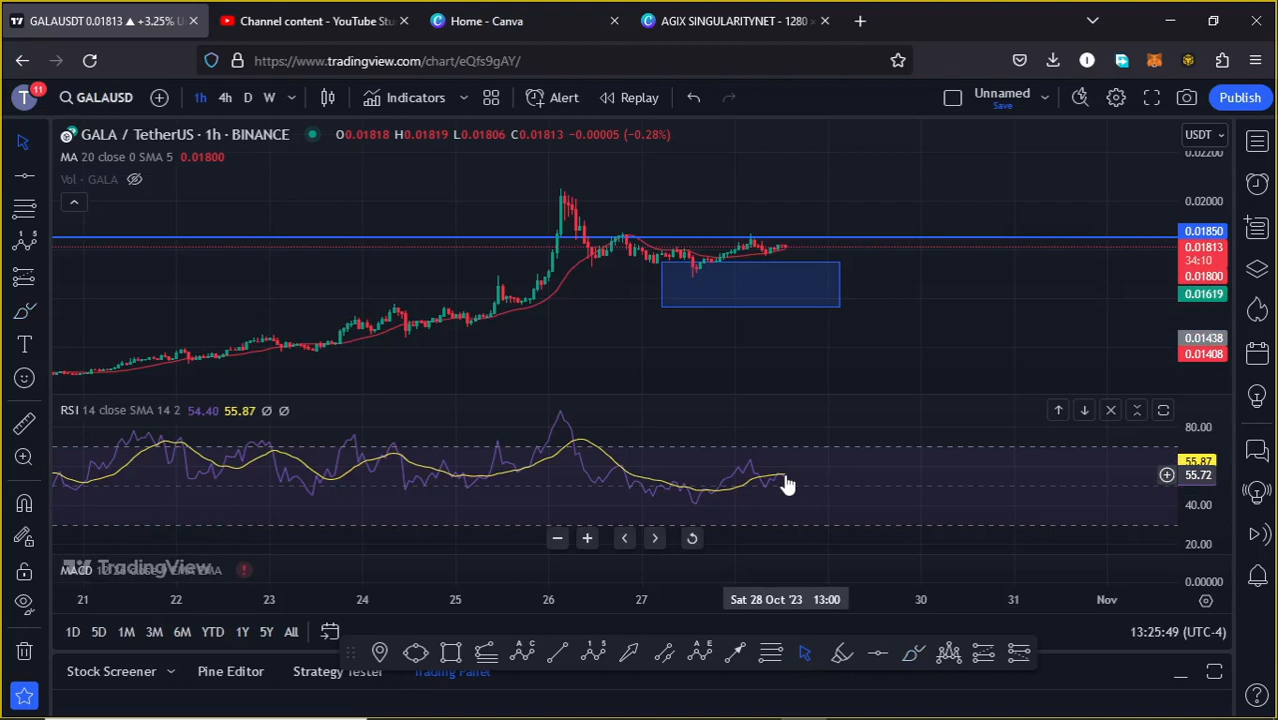 GALAUSDT 0.01813 ▲ +3.25% U
Channel content - YouTube St
Home - Canva
AGIX SINGULARITYNET - 1280
https://www.tradingview.com/chart/eQfs9gAY/
T 11 GALAUSD 1h 4h D W Indicators Alert Replay Unnamed Save Publish
GALA / TetherUS · 1h · BINANCE O0.01818 H0.01819 L0.01806 C0.01813 −0.00005 (−0.28%) USDT
MA 20 close 0 SMA 5 0.01800
Vol · GALA
0.02200
0.02000
0.01850
0.01813
34:10
0.01800
0.01619
0.01438
0.01408
RSI 14 close SMA 14 2 54.40 55.87 Ø Ø
80.00
55.87
55.72
40.00
20.00
TradingView
0.00000
21 22 23 24 25 26 27 Sat 28 Oct '23 13:00 30 31 Nov
1D 5D 1M 3M 6M YTD 1Y 5Y All 13:25:49 (UTC-4)
Stock Screener Pine Editor Strategy Tester Trading Panel